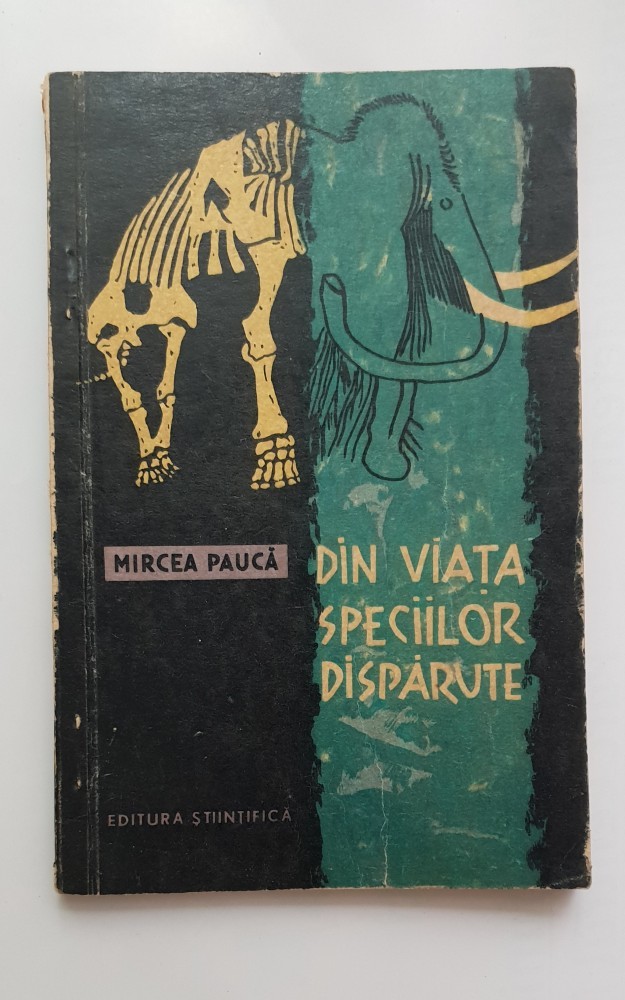 MIRCEA PAUCĂ
DIN VIAȚA
SPECIILOR
DISPĂRUTE
EDITURA ȘTIINȚIFICĂ